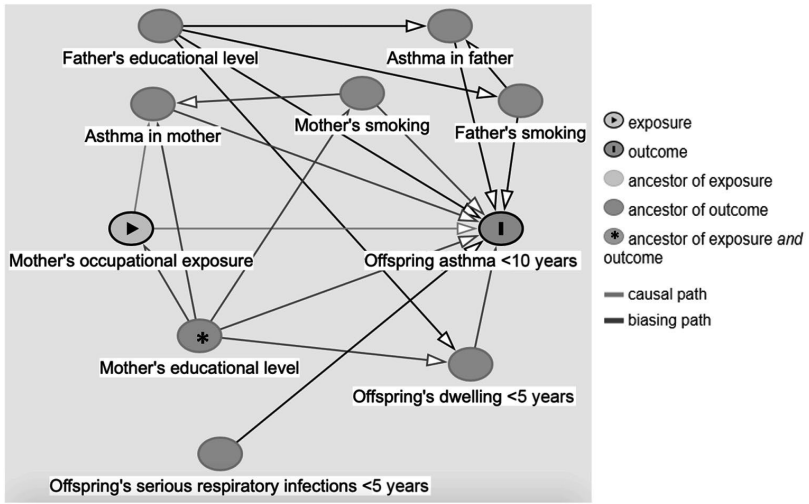 Father's educational level
Asthma in father
Mother's smoking
Father's smoking
Asthma in mother
Mother's occupational exposure
Offspring asthma <10 years
*
Mother's educational level
Offspring's dwelling <5 years
Offspring's serious respiratory infections <5 years
exposure
outcome
ancestor of exposure
ancestor of outcome
* ancestor of exposure and
outcome
causal path
biasing path